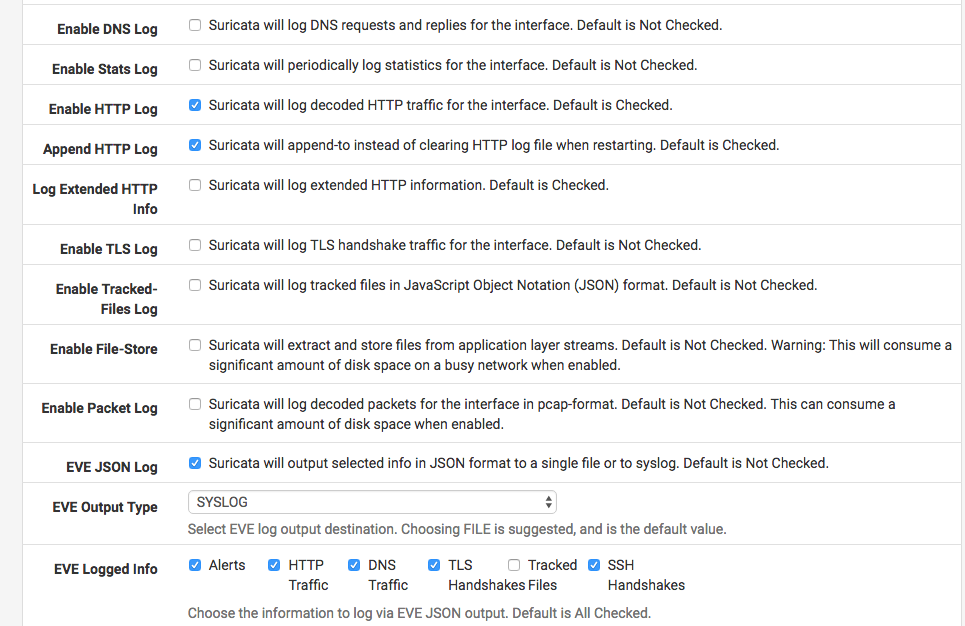 Enable DNS Log Suricata will log DNS requests and replies for the interface. Default is Not Checked.
Enable Stats Log Suricata will periodically log statistics for the interface. Default is Not Checked.
Enable HTTP Log Suricata will log decoded HTTP traffic for the interface. Default is Checked.
Append HTTP Log Suricata will append-to instead of clearing HTTP log file when restarting. Default is Checked.
Log Extended HTTP Suricata will log extended HTTP information. Default is Checked.
Info
Enable TLS Log Suricata will log TLS handshake traffic for the interface. Default is Not Checked.
Enable Tracked- Suricata will log tracked files in JavaScript Object Notation (JSON) format. Default is Not Checked.
Files Log
Enable File-Store Suricata will extract and store files from application layer streams. Default is Not Checked. Warning: This will consume a
significant amount of disk space on a busy network when enabled.
Enable Packet Log Suricata will log decoded packets for the interface in pcap-format. Default is Not Checked. This can consume a
significant amount of disk space when enabled.
EVE JSON Log Suricata will output selected info in JSON format to a single file or to syslog. Default is Not Checked.
EVE Output Type SYSLOG
Select EVE log output destination. Choosing FILE is suggested, and is the default value.
EVE Logged Info Alerts HTTP DNS TLS Tracked SSH
Traffic Traffic Handshakes Files Handshakes
Choose the information to log via EVE JSON output. Default is All Checked.